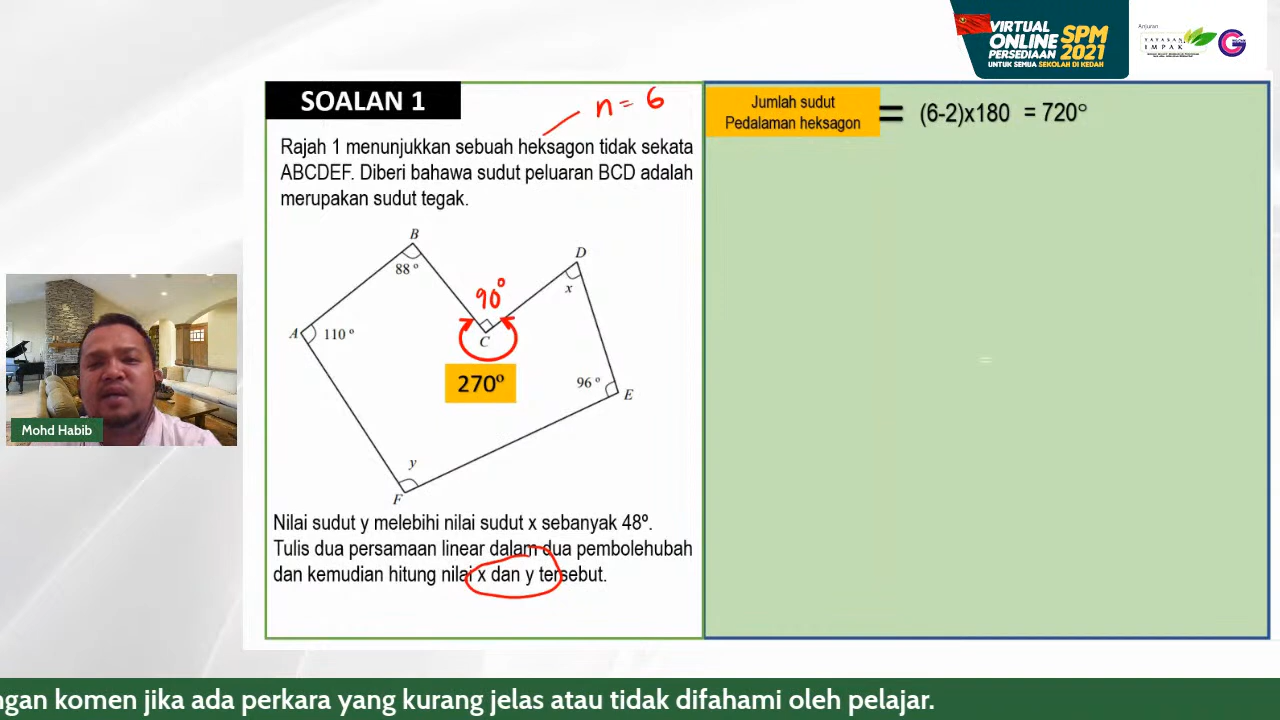 VIRTUAL
ONLINE
PERSEDIAAN
SPM
2021
UNTUK SEMUA SEKOLAH DI KEDAH
Anjuran
YAYASAN
IMPAK
SOALAN 1
n = 6
Rajah 1 menunjukkan sebuah heksagon tidak sekata
ABCDEF. Diberi bahawa sudut peluaran BCD adalah
merupakan sudut tegak.
B
88 °
D
x
90°
A
110 °
C
270°
96 °
E
y
F
Nilai sudut y melebihi nilai sudut x sebanyak 48°.
Tulis dua persamaan linear dalam dua pembolehubah
dan kemudian hitung nilai x dan y tersebut.
Jumlah sudut
Pedalaman heksagon
= (6-2)x180 = 720°
=
Mohd Habib
ngan komen jika ada perkara yang kurang jelas atau tidak difahami oleh pelajar.